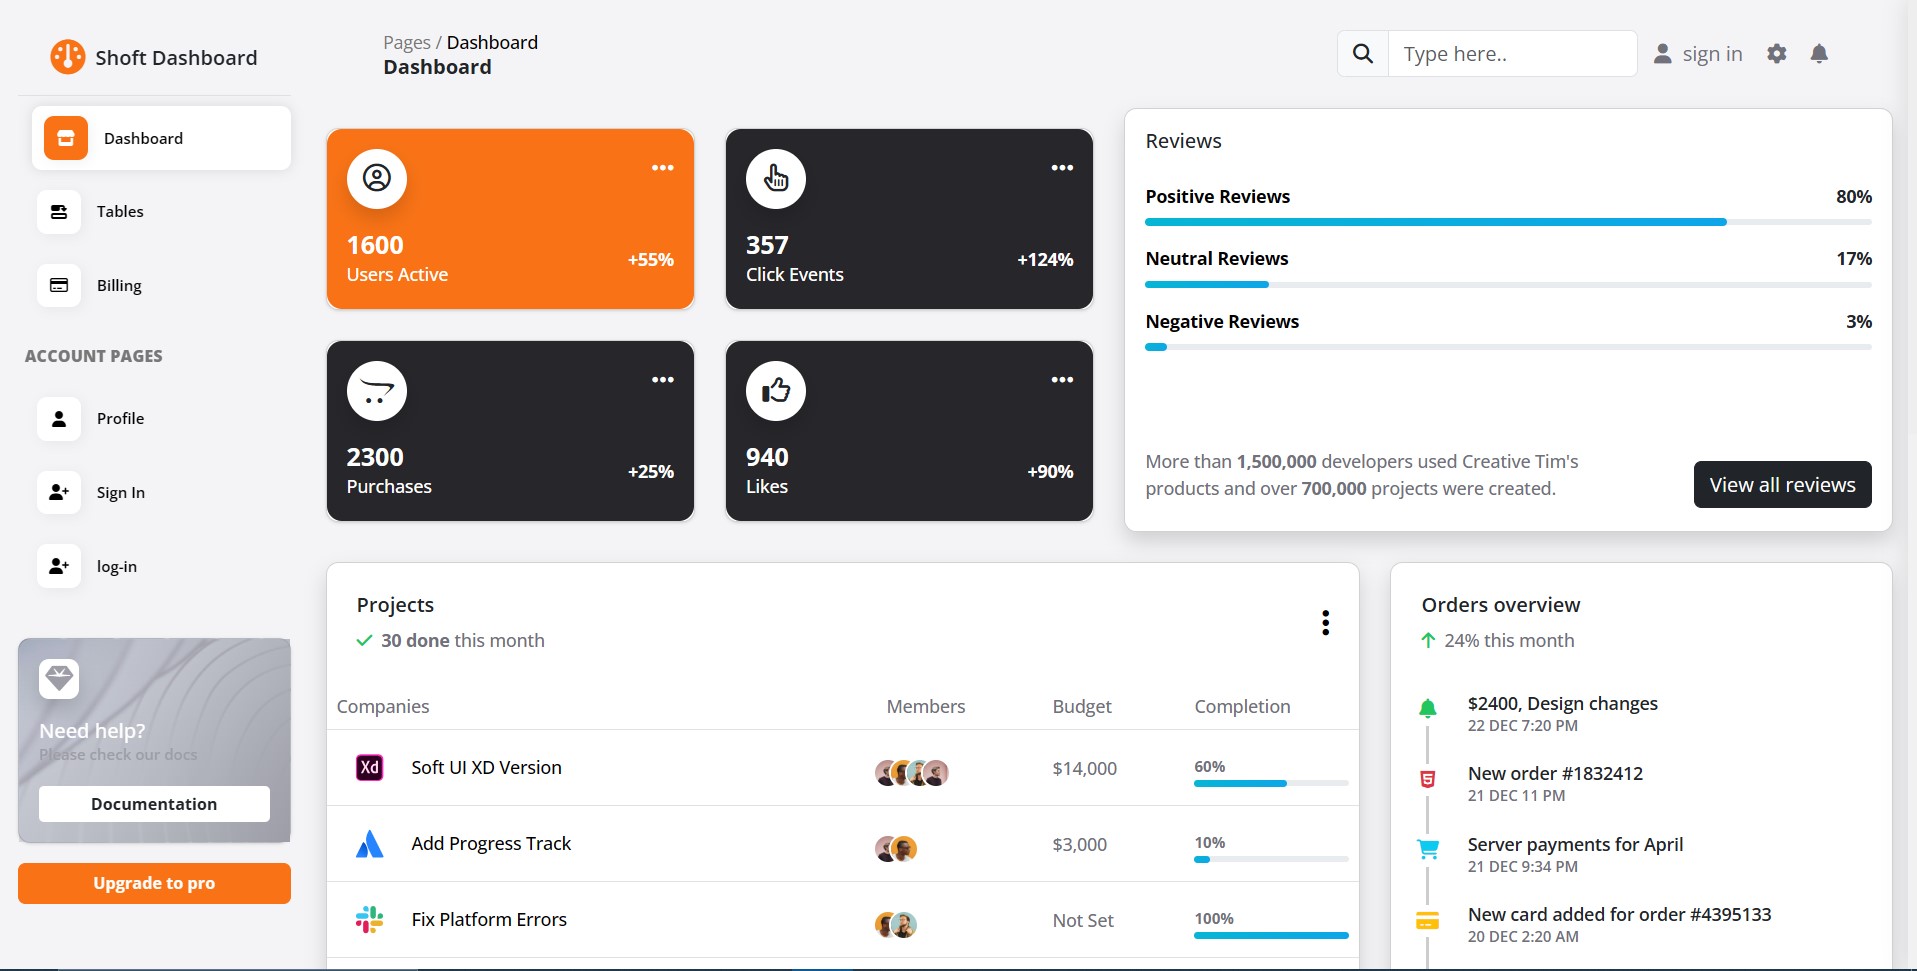 Shoft Dashboard
Dashboard
Tables
Billing
ACCOUNT PAGES
Profile
Sign In
log-in
Need help?
Please check our docs
Documentation
Upgrade to pro
Pages / Dashboard
Dashboard
Type here..
sign in
1600
Users Active
+55%
357
Click Events
+124%
2300
Purchases
+25%
940
Likes
+90%
Reviews
Positive Reviews 80%
Neutral Reviews 17%
Negative Reviews 3%
More than 1,500,000 developers used Creative Tim's
products and over 700,000 projects were created.
View all reviews
Projects
30 done this month
Companies Members Budget Completion
Xd Soft UI XD Version $14,000 60%
Add Progress Track $3,000 10%
Fix Platform Errors Not Set 100%
Orders overview
24% this month
$2400, Design changes
22 DEC 7:20 PM
New order #1832412
21 DEC 11 PM
Server payments for April
21 DEC 9:34 PM
New card added for order #4395133
20 DEC 2:20 AM